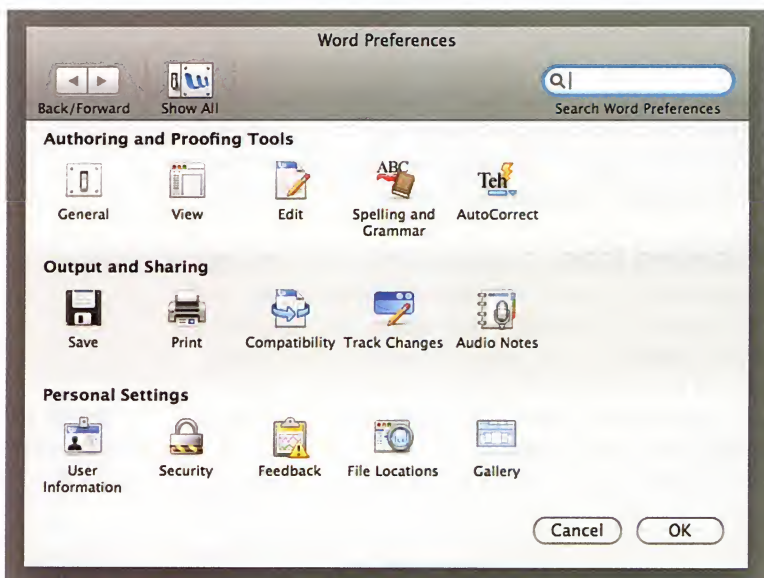 Word Preferences
Back/Forward Show All Search Word Preferences
Authoring and Proofing Tools
ABC Teh
General View Edit Spelling and Grammar AutoCorrect
Output and Sharing
Save Print Compatibility Track Changes Audio Notes
Personal Settings
User Information Security Feedback File Locations Gallery
Cancel OK